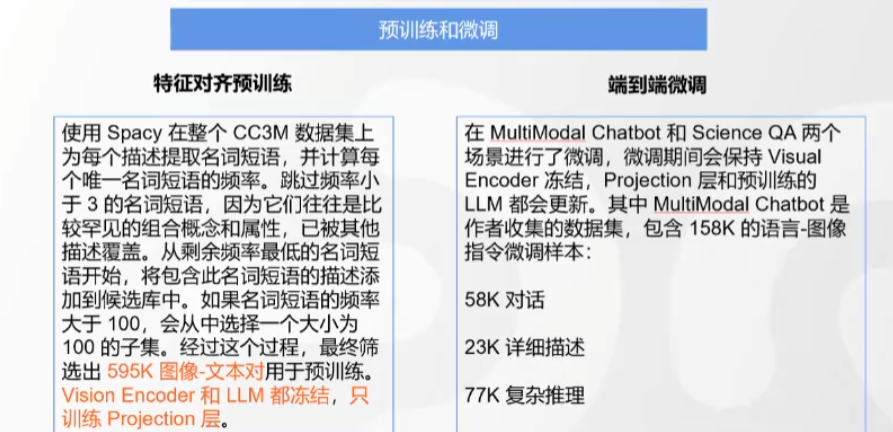 预训练和微调
特征对齐预训练
使用 Spacy 在整个 CC3M 数据集上
为每个描述提取名词短语，并计算每
个唯一名词短语的频率。跳过频率小
于 3 的名词短语，因为它们往往是比
较罕见的组合概念和属性，已被其他
描述覆盖。从剩余频率最低的名词短
语开始，将包含此名词短语的描述添
加到候选库中。如果名词短语的频率
大于 100，会从中选择一个大小为
100 的子集。经过这个过程，最终筛
选出 595K 图像-文本对用于预训练。
Vision Encoder 和 LLM 都冻结，只
训练 Projection 层。
端到端微调
在 MultiModal Chatbot 和 Science QA 两个
场景进行了微调，微调期间会保持 Visual
Encoder 冻结，Projection 层和预训练的
LLM 都会更新。其中 MultiModal Chatbot 是
作者收集的数据集，包含 158K 的语言-图像
指令微调样本：
58K 对话
23K 详细描述
77K 复杂推理